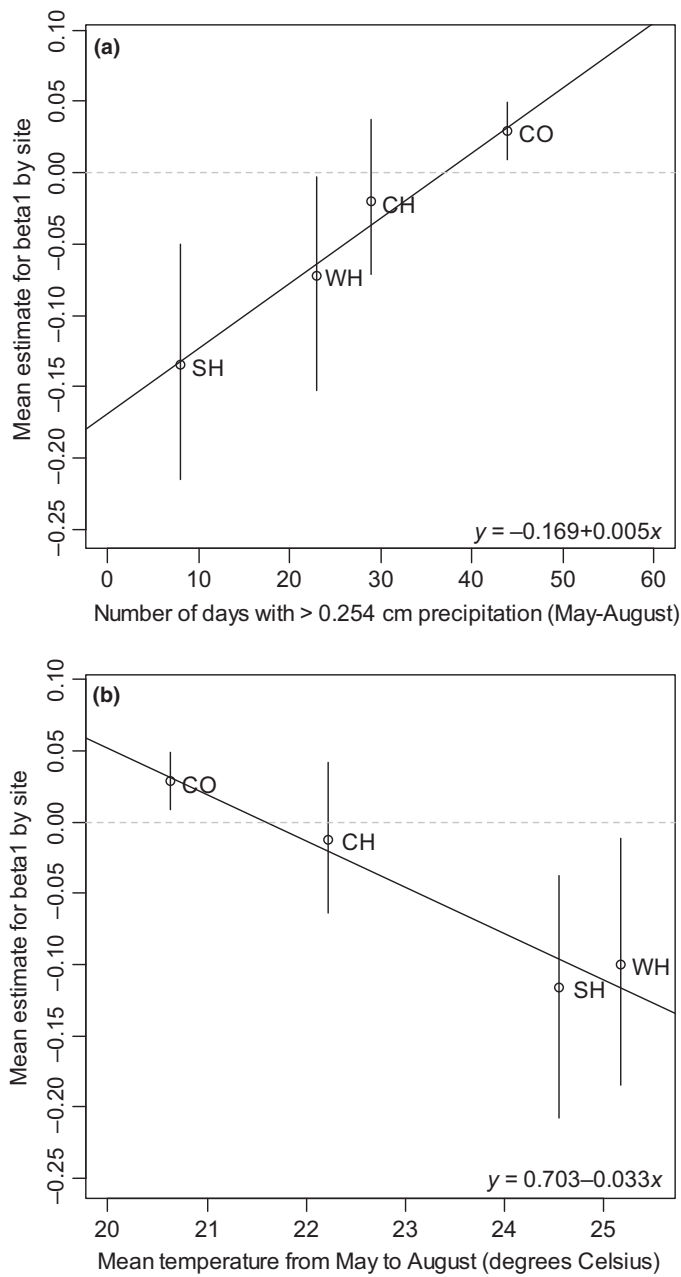 (a)
Mean estimate for beta1 by site
0.10
0.05
0.00
−0.05
−0.10
−0.15
−0.20
−0.25
CO
CH
WH
SH
y = −0.169+0.005x
0 10 20 30 40 50 60
Number of days with > 0.254 cm precipitation (May-August)
(b)
Mean estimate for beta1 by site
0.10
0.05
0.00
−0.05
−0.10
−0.15
−0.20
−0.25
CO
CH
WH
SH
y = 0.703−0.033x
20 21 22 23 24 25
Mean temperature from May to August (degrees Celsius)